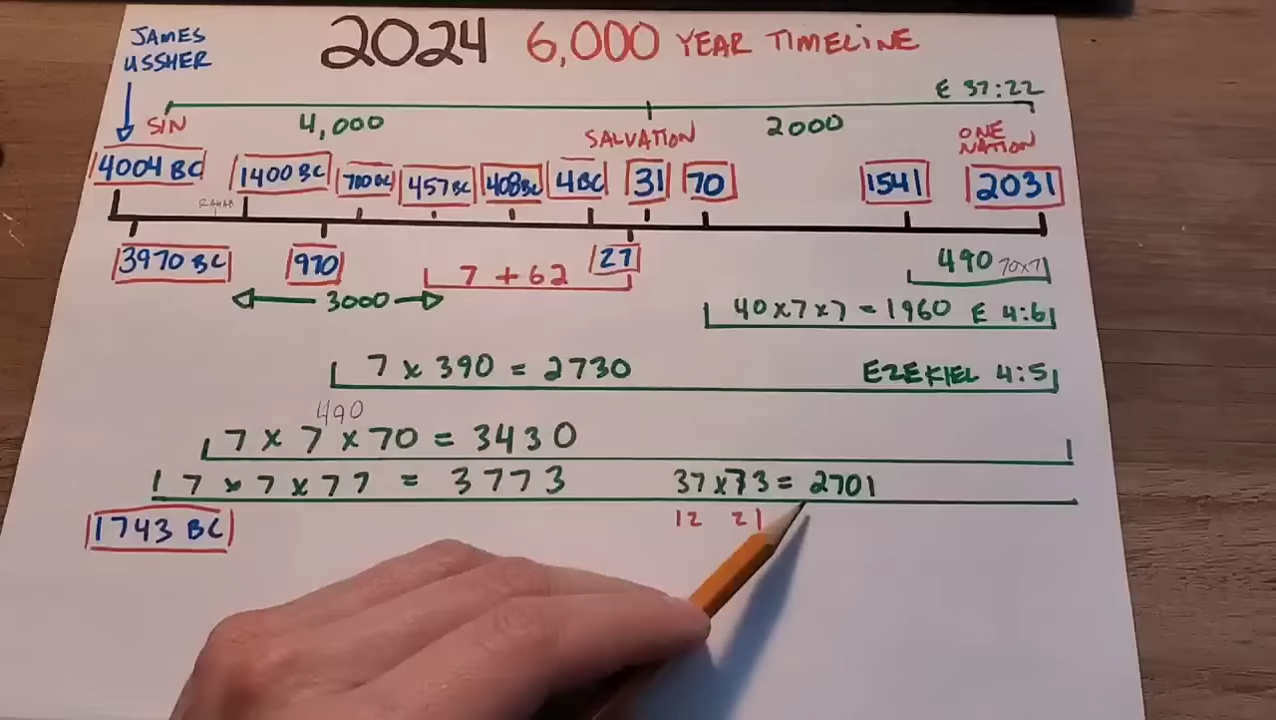 JAMES
USSHER
2024 6,000 YEAR TIMELINE
E 37:22
SIN 4,000 SALVATION 2000 ONE
NATION
4004 BC 1400 BC 700 BC 457 BC 408 BC 4 BC 31 70 1541 2031
RAHAB
3970 BC 970 7 + 62 27 490 70x7
3000
40 x 7 x 7 = 1960 E 4:6
7 x 390 = 2730 EZEKIEL 4:5
490
7 x 7 x 70 = 3430
7 x 7 x 77 = 3773 37 x 73 = 2701
1743 BC 12 21